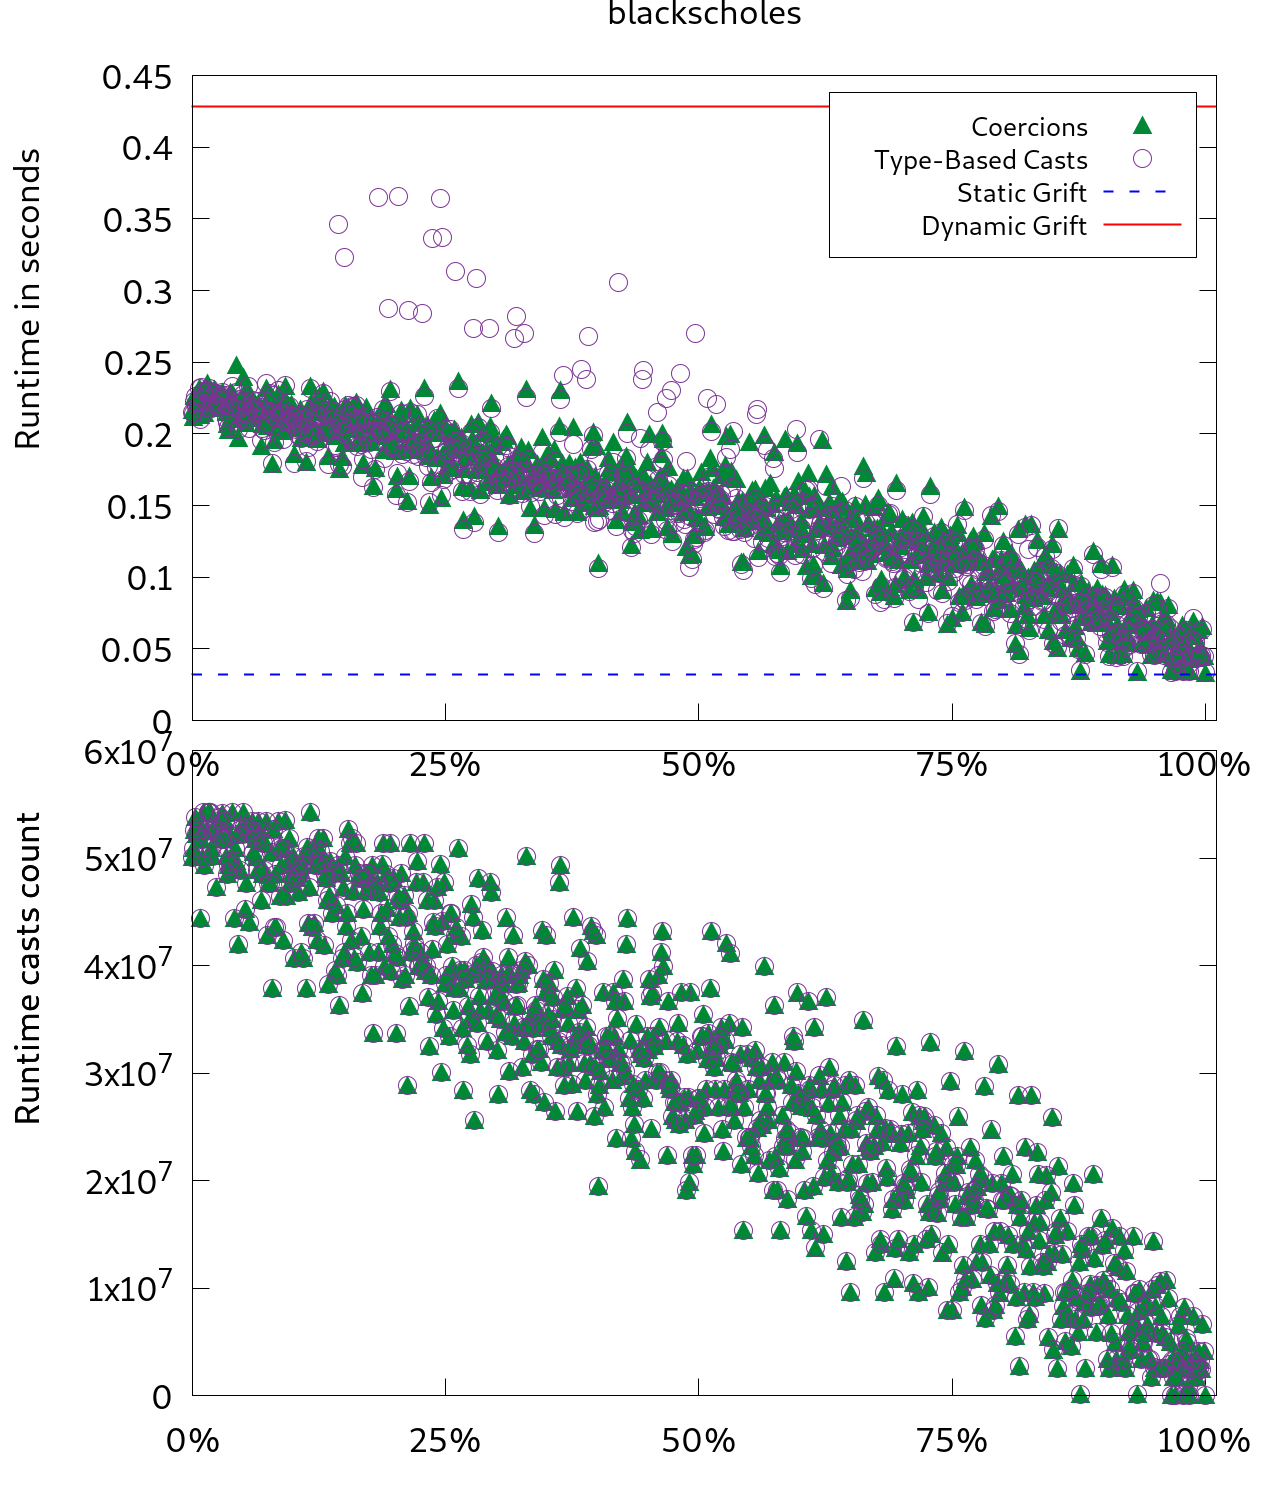 blackscholes
Runtime in seconds
0.45
0.4
0.35
0.3
0.25
0.2
0.15
0.1
0.05
0
Coercions
Type-Based Casts
Static Grift
Dynamic Grift
0% 25% 50% 75% 100%
Runtime casts count
6x10⁷
5x10⁷
4x10⁷
3x10⁷
2x10⁷
1x10⁷
0
0% 25% 50% 75% 100%